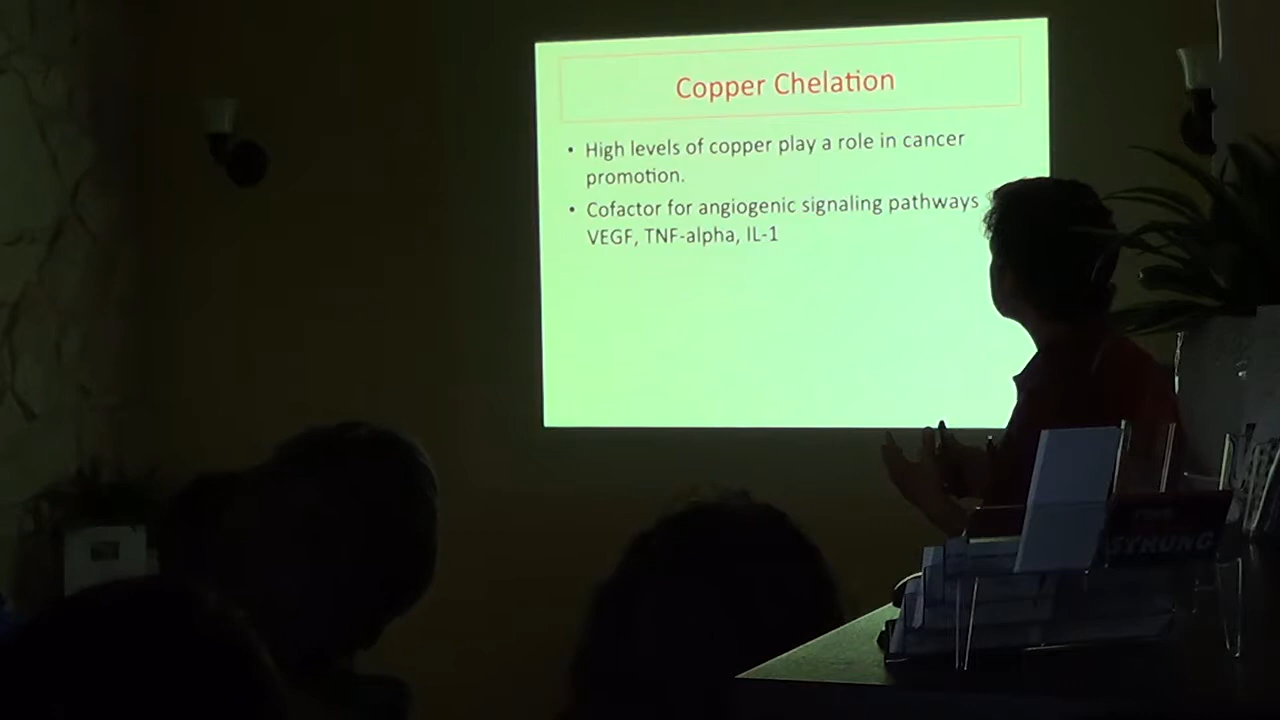 Copper Chelation
• High levels of copper play a role in cancer
promotion.
• Cofactor for angiogenic signaling pathways
VEGF, TNF-alpha, IL-1
STRONG